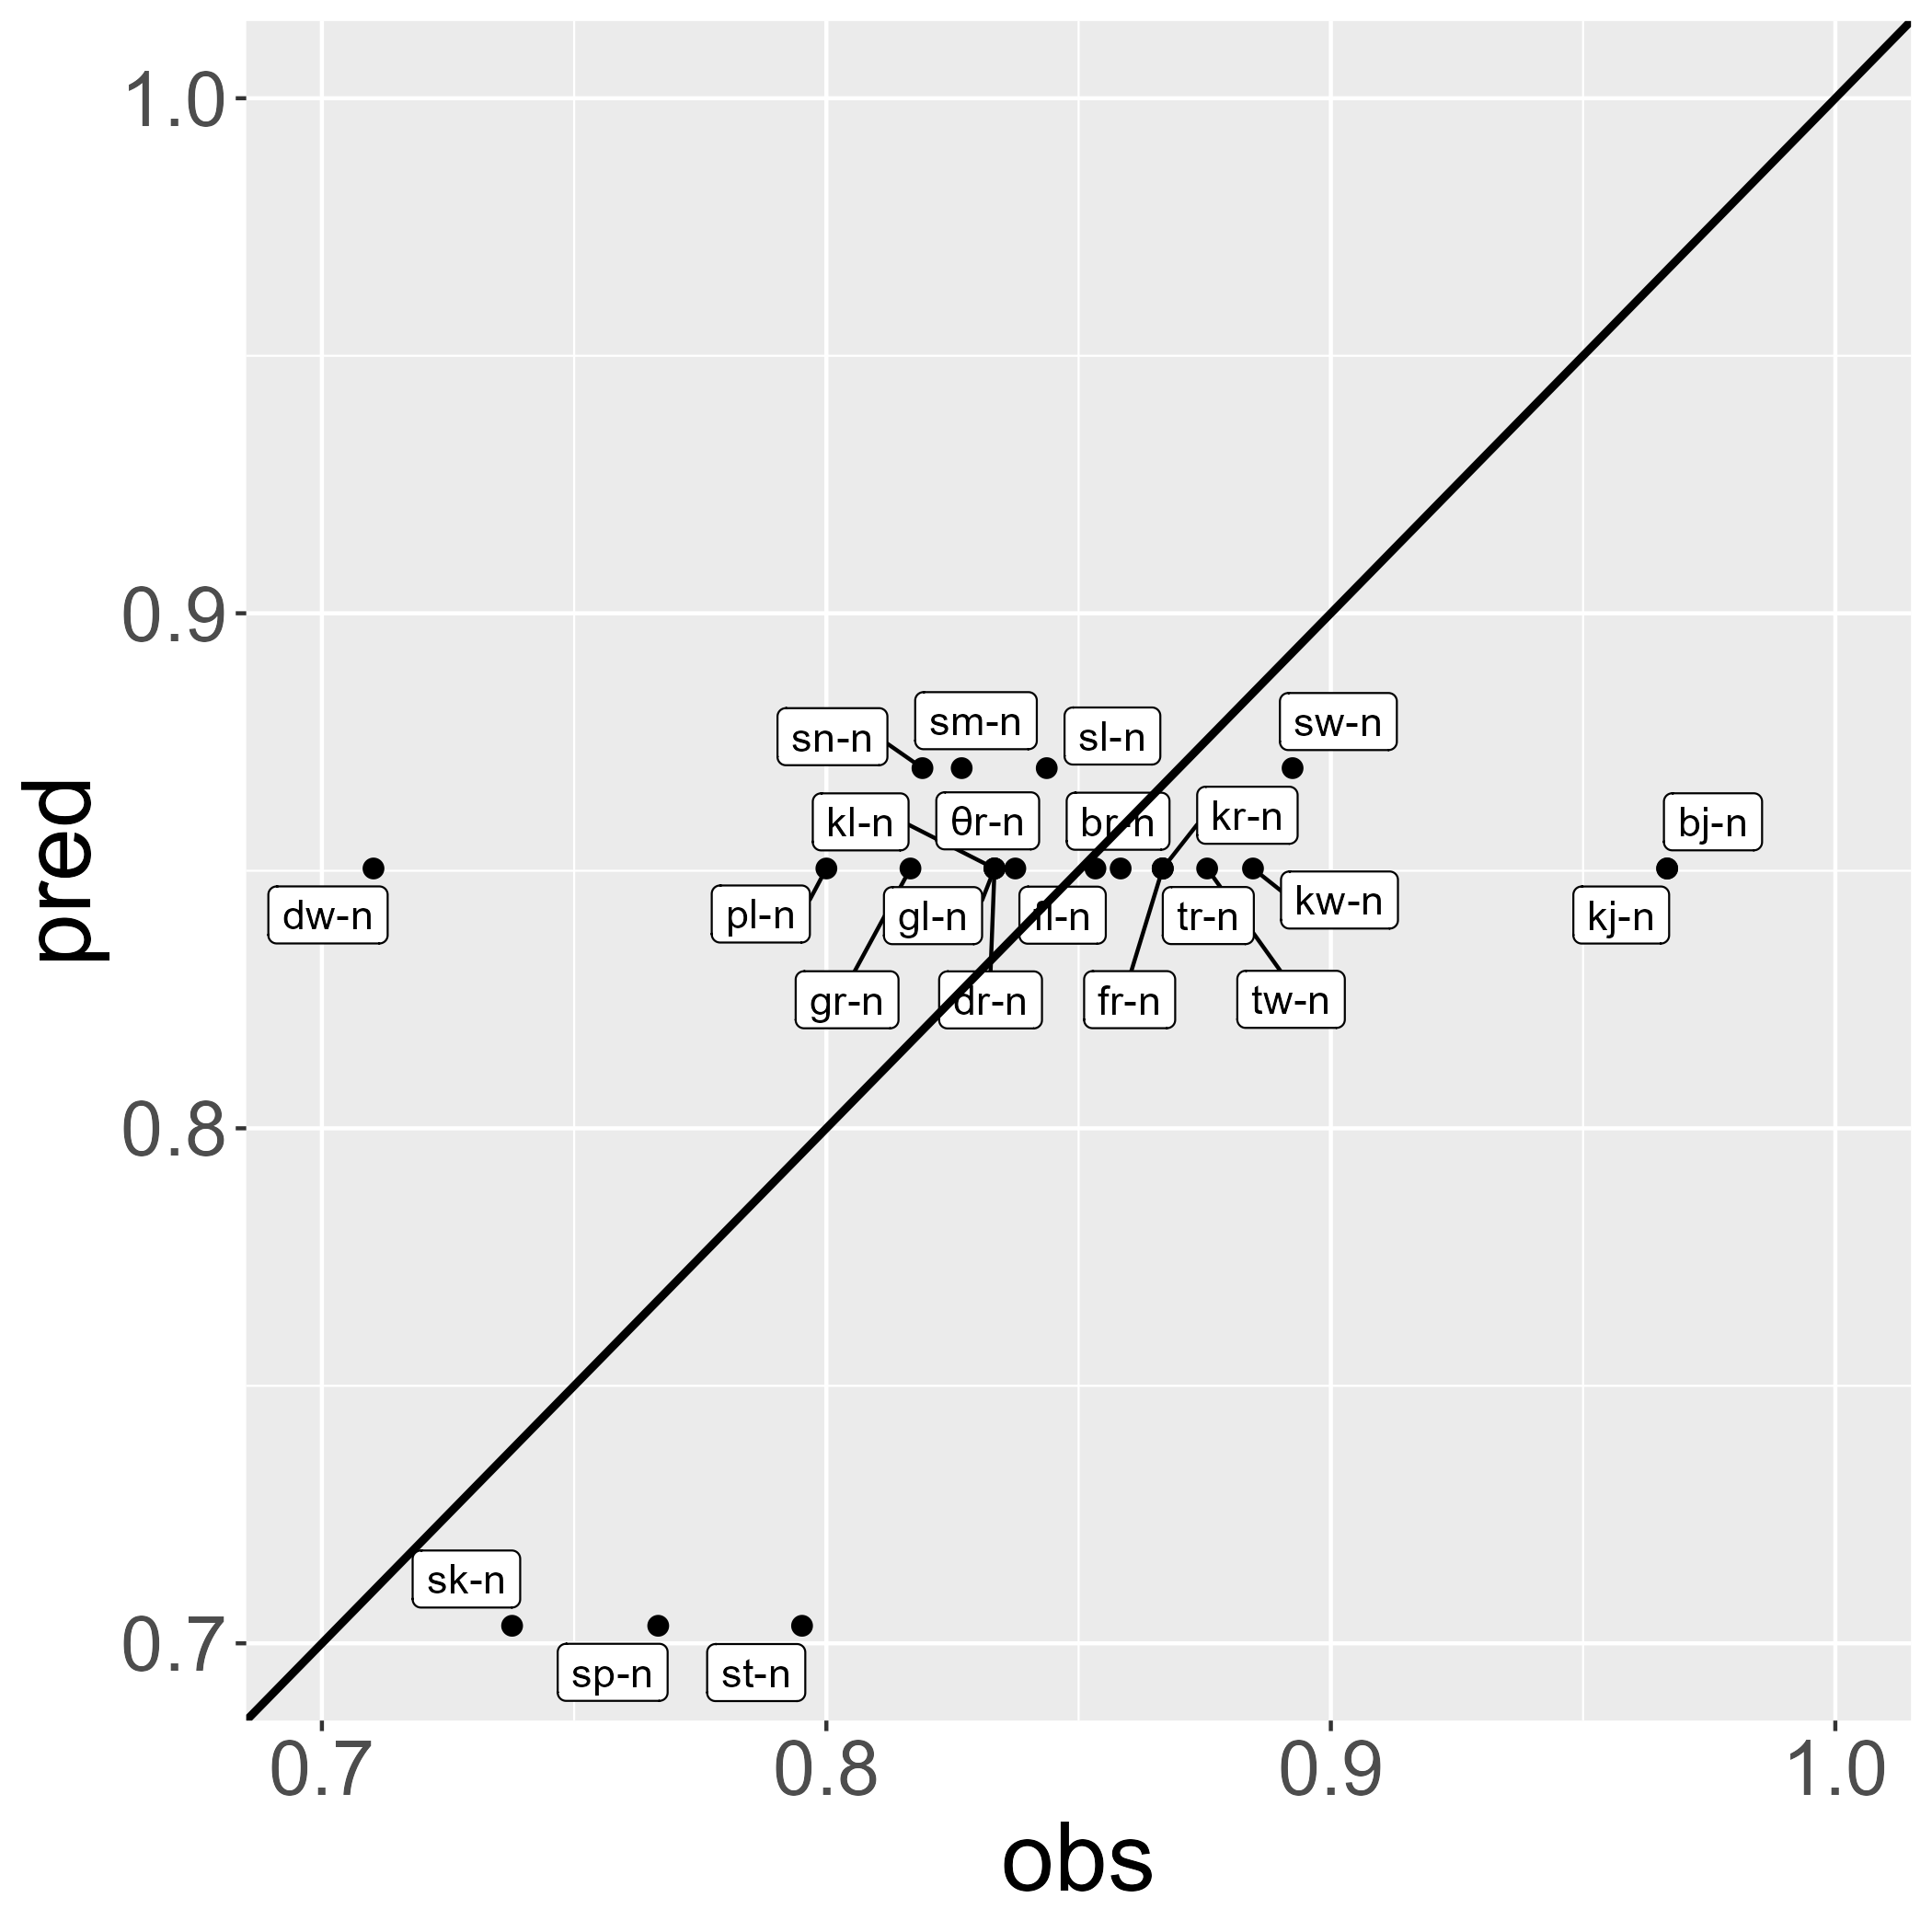 1.0
0.9
0.8
0.7
pred
sn-n
sm-n
sl-n
sw-n
kl-n
θr-n
br-n
kr-n
bj-n
dw-n
pl-n
gl-n
tr-n
kw-n
kj-n
gr-n
dr-n
fr-n
tw-n
sk-n
sp-n
st-n
0.7
0.8
0.9
1.0
obs